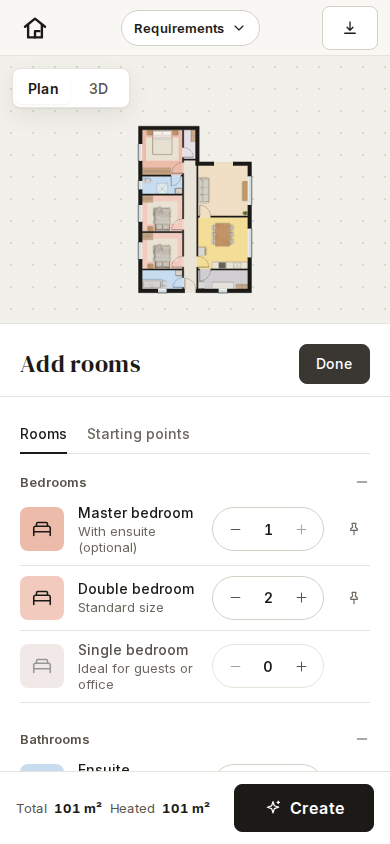 Requirements
Plan
3D
Add rooms
Done
Rooms
Starting points
Bedrooms
Master bedroom
With ensuite
(optional)
1
Double bedroom
Standard size
2
Single bedroom
Ideal for guests or
office
0
Bathrooms
Ensuite
Total 101 m² Heated 101 m²
Create